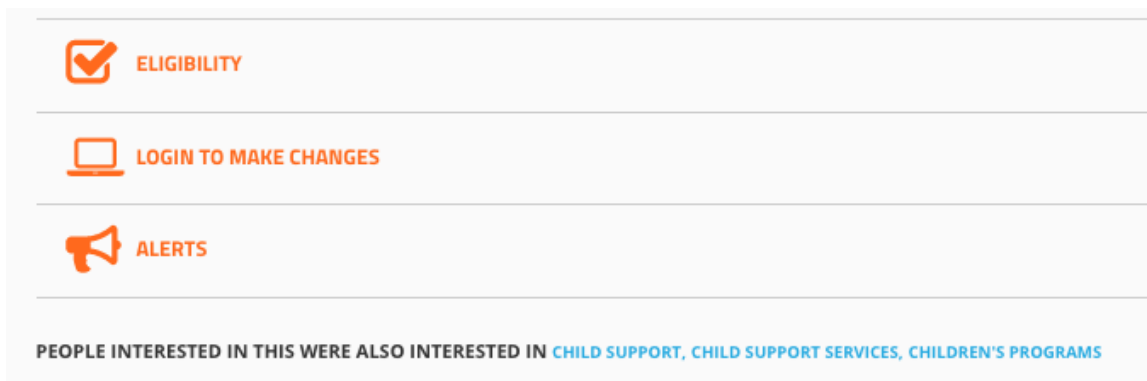 ELIGIBILITY
LOGIN TO MAKE CHANGES
ALERTS
PEOPLE INTERESTED IN THIS WERE ALSO INTERESTED IN CHILD SUPPORT, CHILD SUPPORT SERVICES, CHILDREN'S PROGRAMS